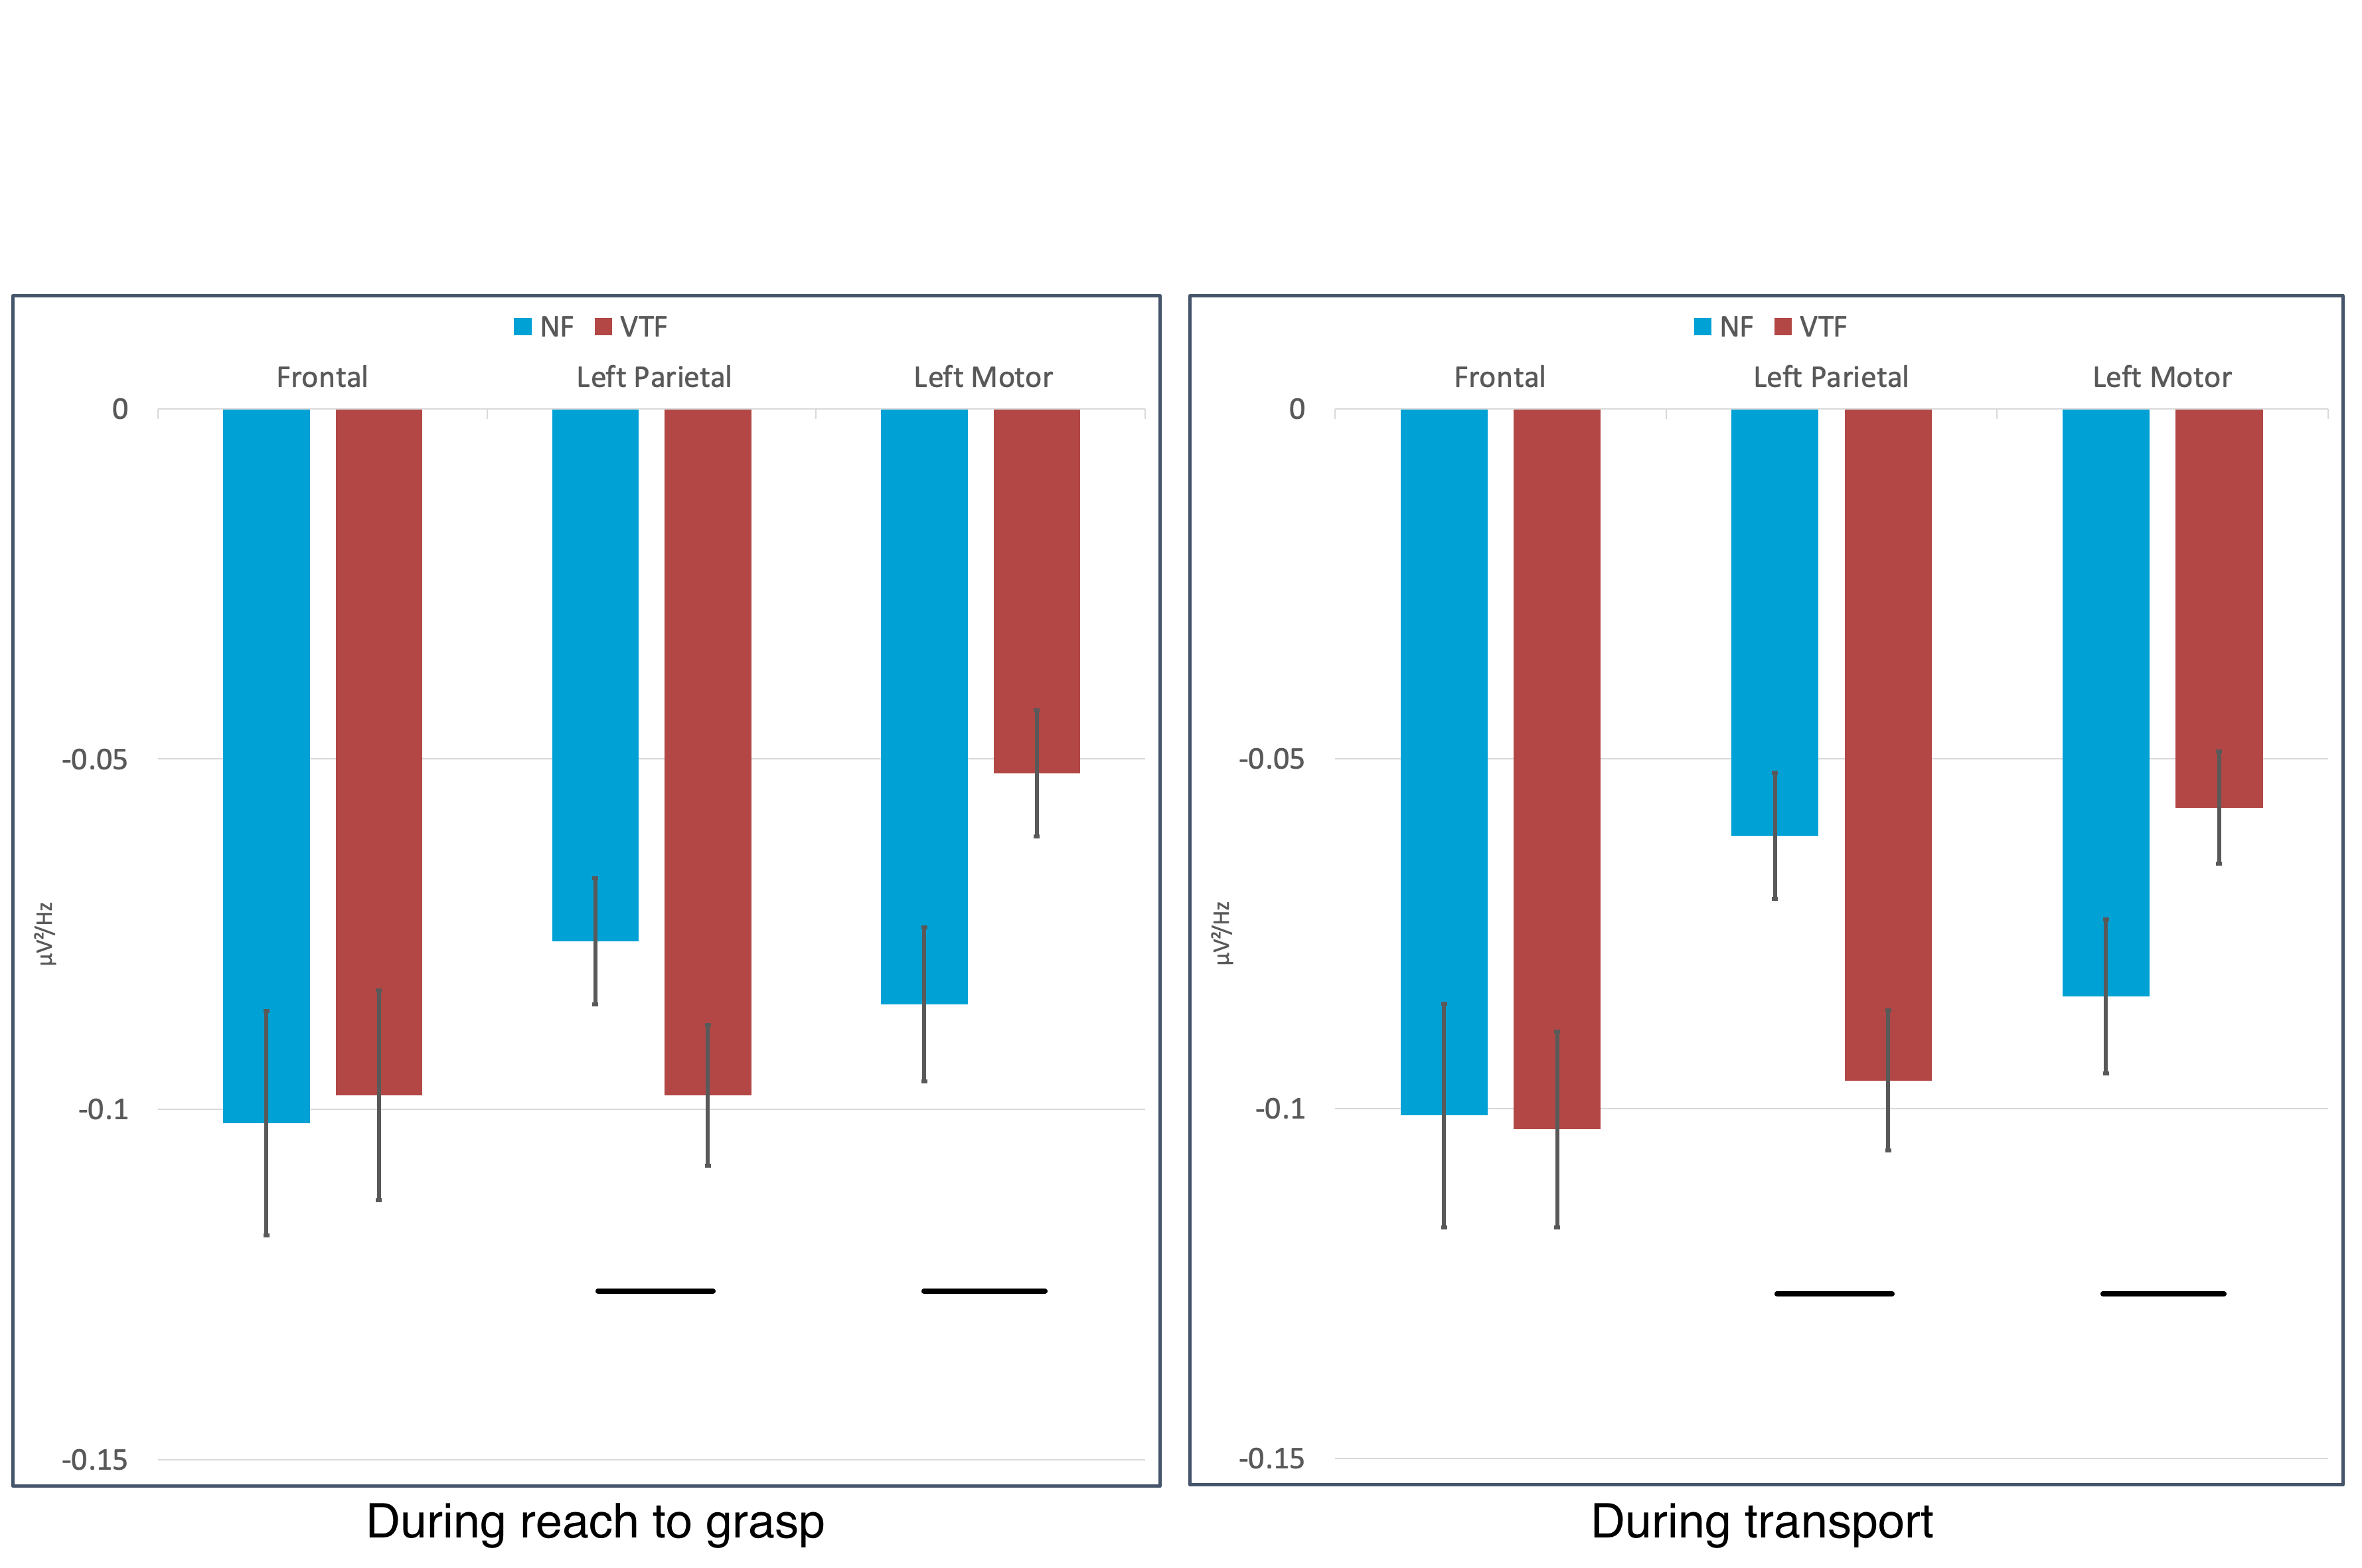 NF VTF
Frontal Left Parietal Left Motor
0
-0.05
-0.1
-0.15
µV²/Hz
During reach to grasp
NF VTF
Frontal Left Parietal Left Motor
0
-0.05
-0.1
-0.15
µV²/Hz
During transport